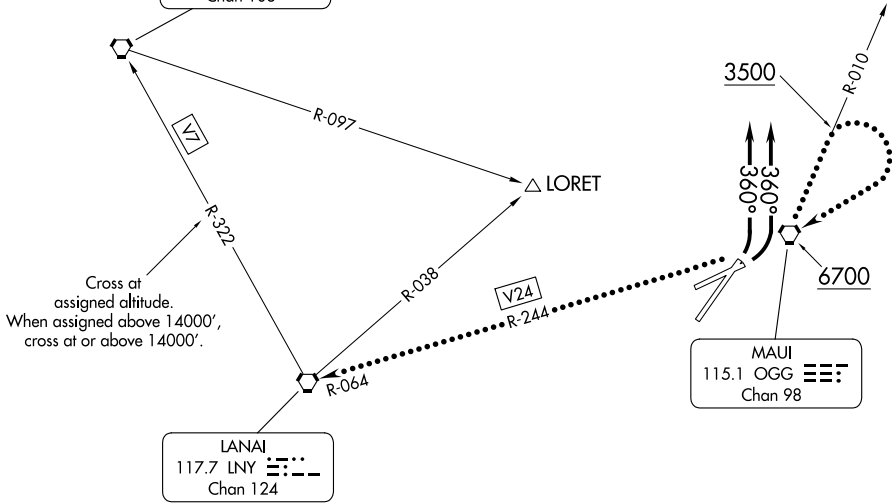 R-010
3500
R-097
V7
LORET
360°
360°
R-322
R-038
6700
Cross at
assigned altitude.
When assigned above 14000',
cross at or above 14000'.
V24
R-244
R-064
MAUI
115.1 OGG
Chan 98
LANAI
117.7 LNY
Chan 124